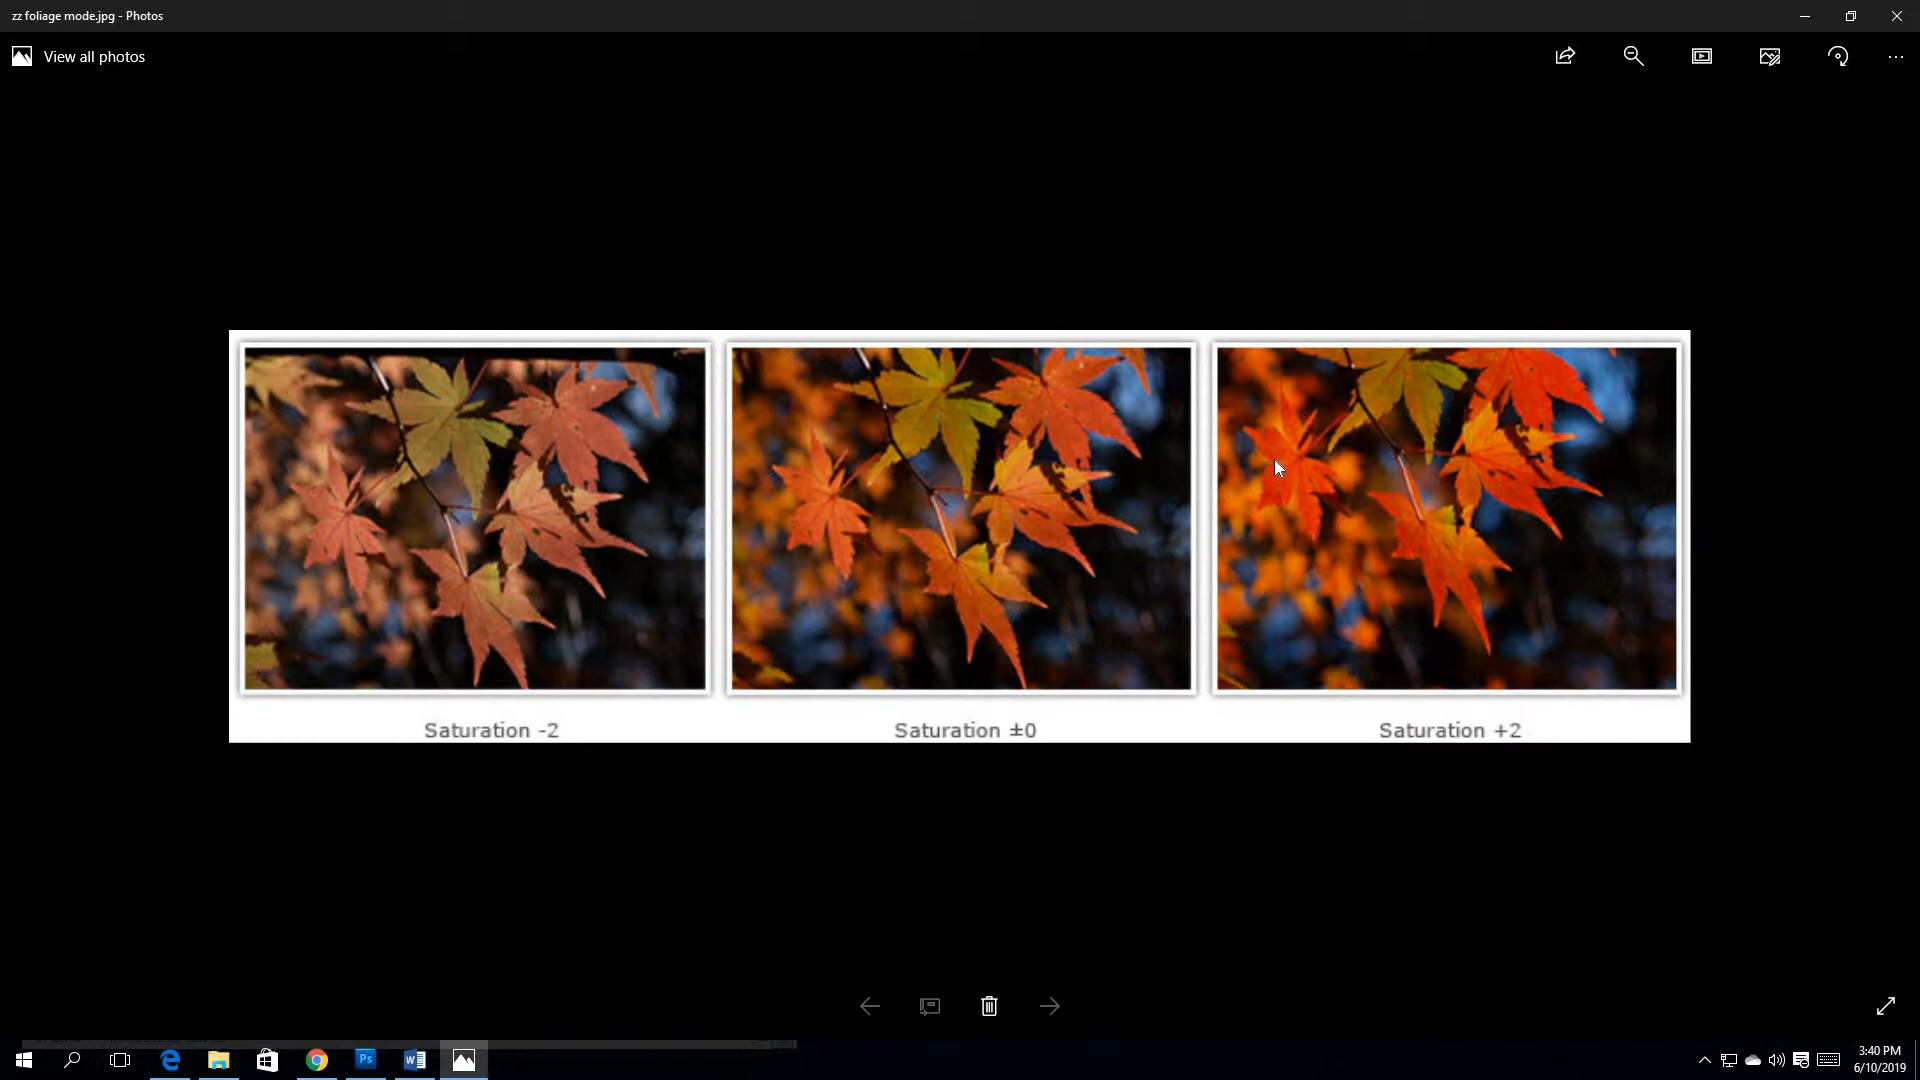 zz foliage mode.jpg - Photos
View all photos
Saturation -2
Saturation ±0
Saturation +2
Ps
3:40 PM
6/10/2019